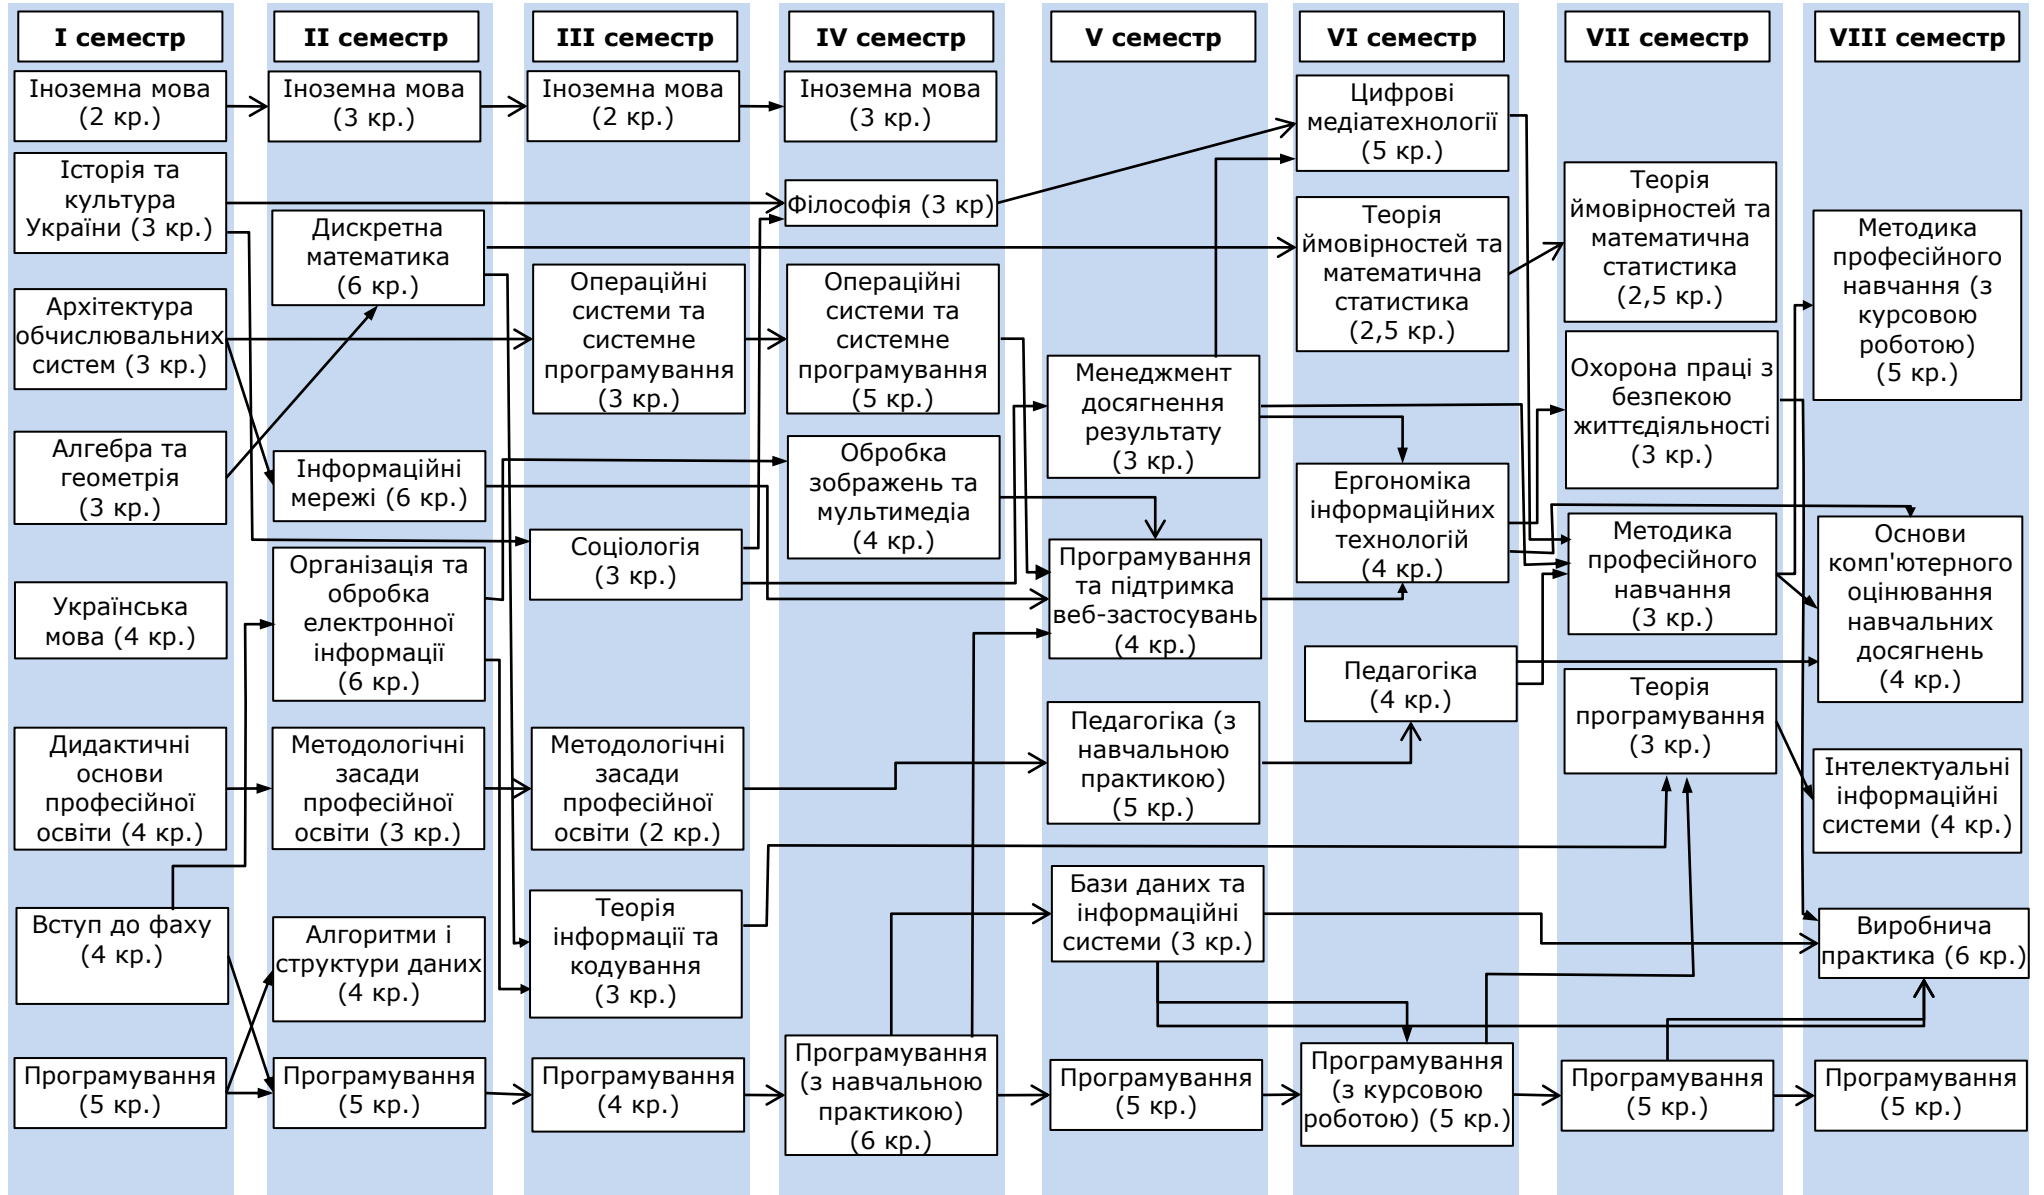 I семестр
Іноземна мова
(2 кр.)
Історія та
культура
України (3 кр.)
Архітектура
обчислювальних
систем (3 кр.)
Алгебра та
геометрія
(3 кр.)
Українська
мова (4 кр.)
Дидактичні
основи
професійної
освіти (4 кр.)
Вступ до фаху
(4 кр.)
Програмування
(5 кр.)
II семестр
Іноземна мова
(3 кр.)
Дискретна
математика
(6 кр.)
Інформаційні
мережі (6 кр.)
Організація та
обробка
електронної
інформації
(6 кр.)
Методологічні
засади
професійної
освіти (3 кр.)
Алгоритми і
структури даних
(4 кр.)
Програмування
(5 кр.)
III семестр
Іноземна мова
(2 кр.)
Операційні
системи та
системне
програмування
(3 кр.)
Соціологія
(3 кр.)
Методологічні
засади
професійної
освіти (2 кр.)
Теорія
інформації та
кодування
(3 кр.)
Програмування
(4 кр.)
IV семестр
Іноземна мова
(3 кр.)
Філософія (3 кр)
Операційні
системи та
системне
програмування
(5 кр.)
Обробка
зображень та
мультимедіа
(4 кр.)
Програмування
(з навчальною
практикою)
(6 кр.)
V семестр
Менеджмент
досягнення
результату
(3 кр.)
Програмування
та підтримка
веб-застосувань
(4 кр.)
Педагогіка (з
навчальною
практикою)
(5 кр.)
Бази даних та
інформаційні
системи (3 кр.)
Програмування
(5 кр.)
VI семестр
Цифрові
медіатехнології
(5 кр.)
Теорія
ймовірностей та
математична
статистика
(2,5 кр.)
Ергономіка
інформаційних
технологій
(4 кр.)
Педагогіка
(4 кр.)
Програмування
(з курсовою
роботою) (5 кр.)
VII семестр
Теорія
ймовірностей та
математична
статистика
(2,5 кр.)
Охорона праці з
безпекою
життєдіяльності
(3 кр.)
Методика
професійного
навчання
(3 кр.)
Теорія
програмування
(3 кр.)
Програмування
(5 кр.)
VIII семестр
Методика
професійного
навчання (з
курсовою
роботою)
(5 кр.)
Основи
комп'ютерного
оцінювання
навчальних
досягнень
(4 кр.)
Інтелектуальні
інформаційні
системи (4 кр.)
Виробнича
практика (6 кр.)
Програмування
(5 кр.)